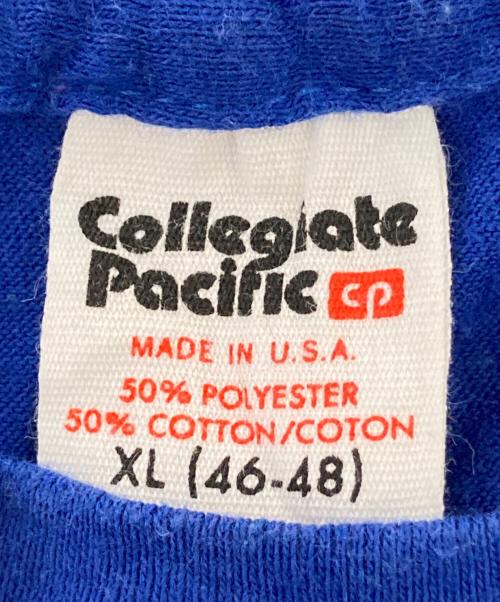 Collegiate
Pacific cp
MADE IN U.S.A.
50% POLYESTER
50% COTTON/COTON
XL (46-48)